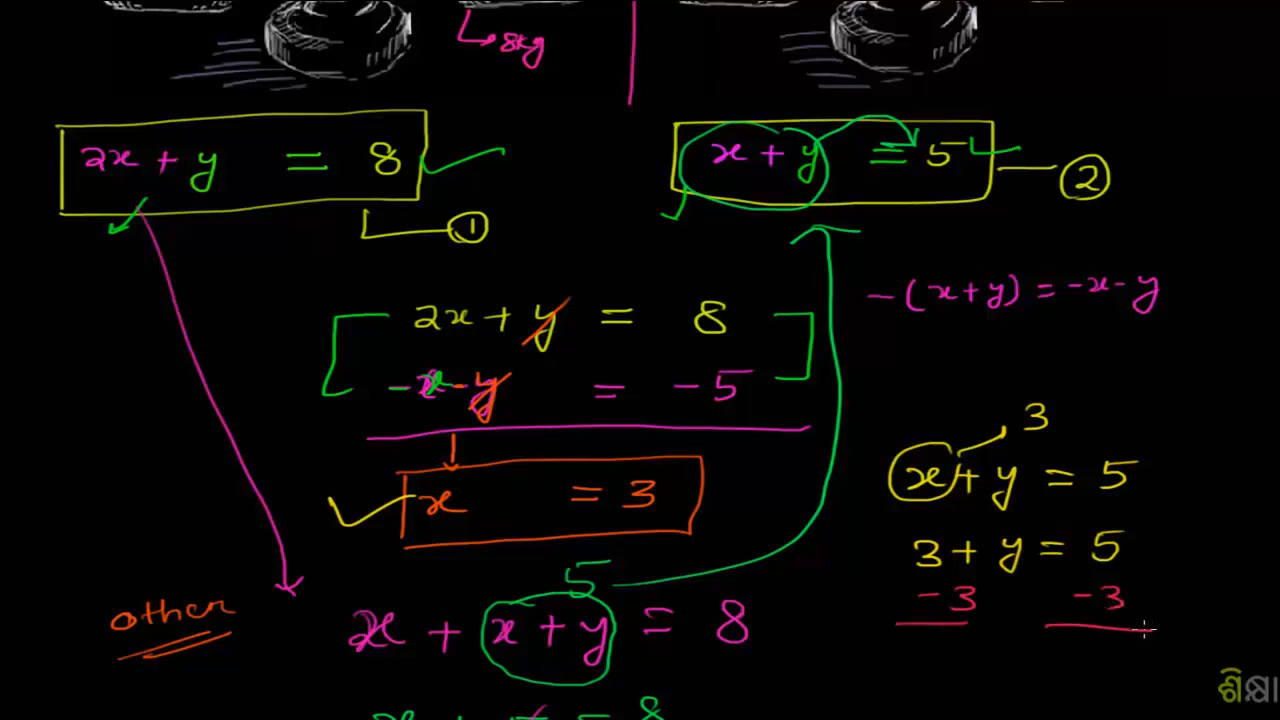 8kg
2x + y = 8
x + y = 5
②
①
-(x+y) = -x-y
2x + y = 8
-x - y = -5
x = 3
3
x + y = 5
3 + y = 5
-3 -3
5
other
x + x + y = 8
ଶିକ୍ଷା